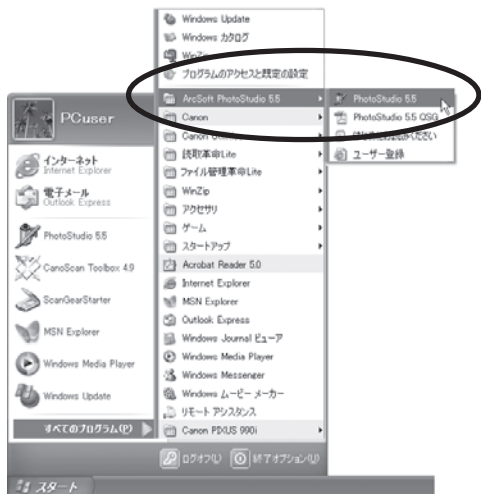 Windows Update
Windows カタログ
WinZip
プログラムのアクセスと既定の設定
ArcSoft PhotoStudio 5.5
Canon
Canon Utilities
読取革命Lite
ファイル管理革命Lite
WinZip
アクセサリ
ゲーム
スタートアップ
Acrobat Reader 5.0
Internet Explorer
MSN Explorer
Outlook Express
Windows Journal ビューア
Windows Media Player
Windows Messenger
Windows ムービー メーカー
リモート アシスタンス
Canon PIXUS 990i
PhotoStudio 5.5
PhotoStudio 5.5 QSG
ください
ユーザー登録
PCuser
インターネット
Internet Explorer
電子メール
Outlook Express
PhotoStudio 5.5
CanoScan Toolbox 4.9
ScanGearStarter
MSN Explorer
Windows Media Player
Windows Update
すべてのプログラム(P)
ログオフ(L)
終了オプション(U)
スタート